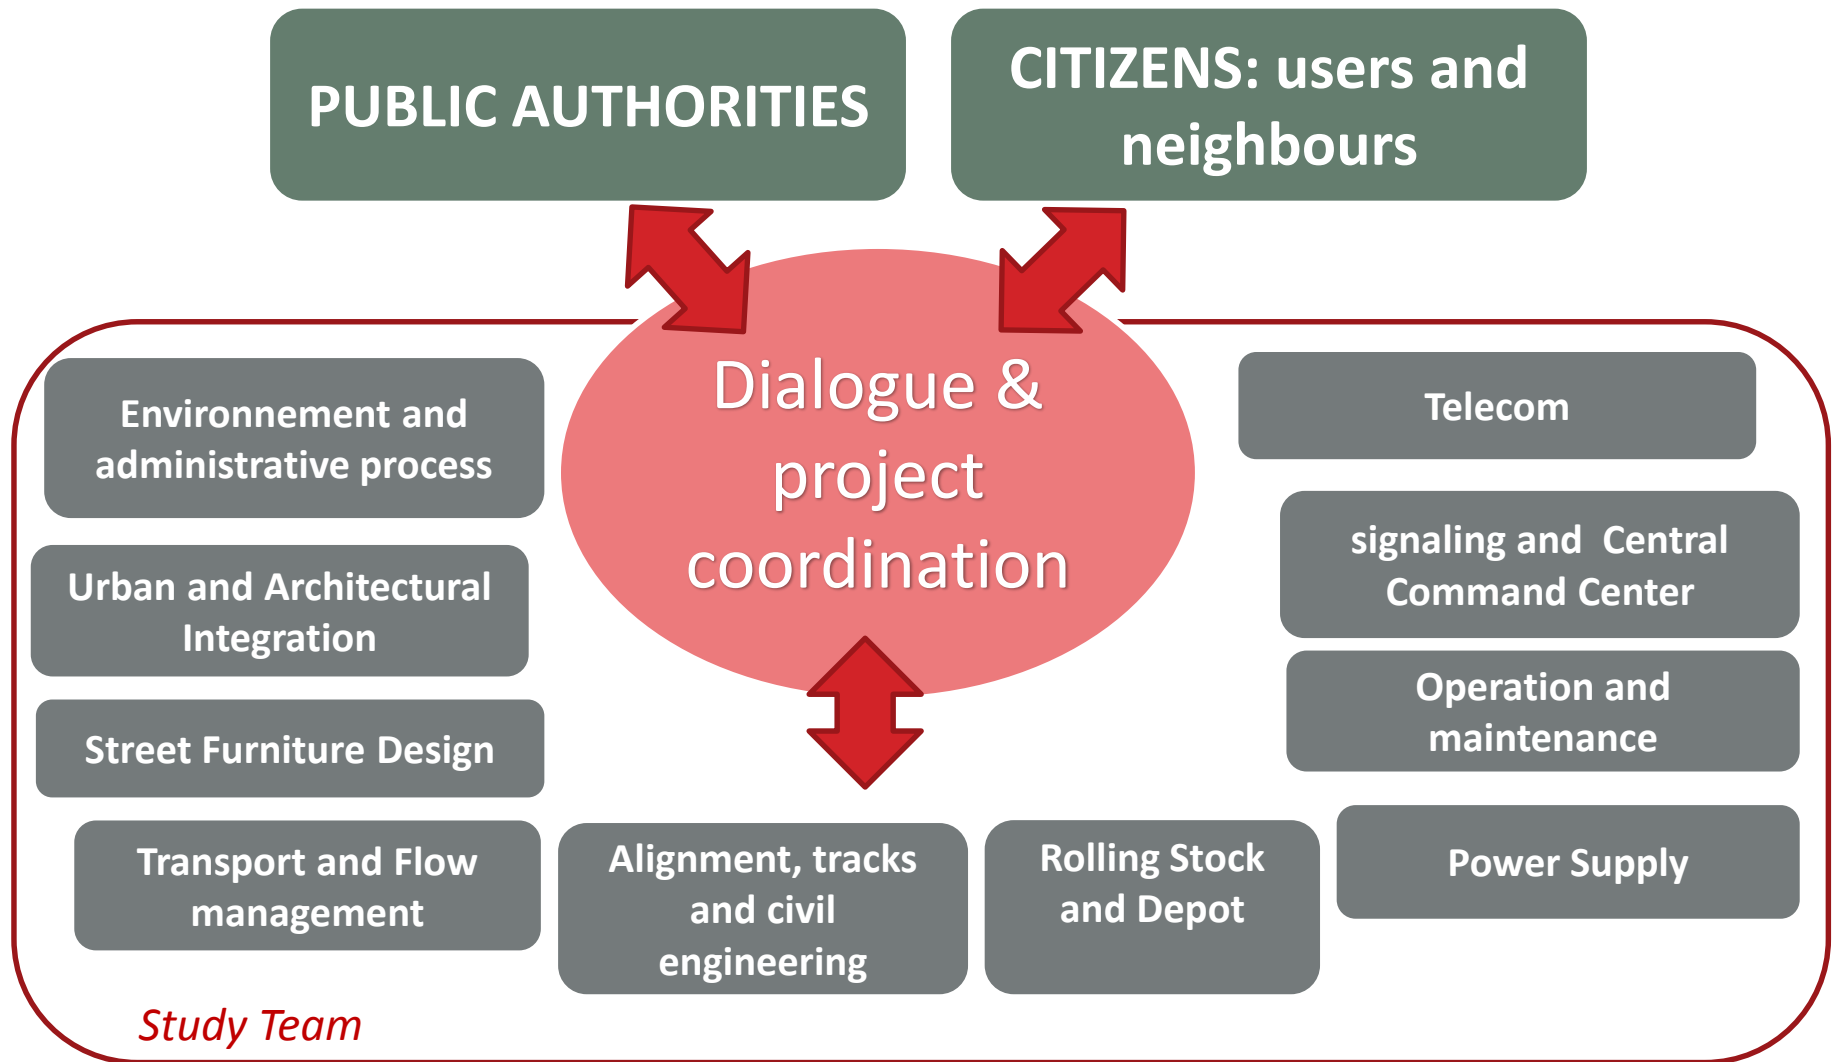 PUBLIC AUTHORITIES
CITIZENS: users and
neighbours
Dialogue &
project
coordination
Environnement and
administrative process
Urban and Architectural
Integration
Street Furniture Design
Transport and Flow
management
Alignment, tracks
and civil
engineering
Rolling Stock
and Depot
Telecom
signaling and  Central
Command Center
Operation and
maintenance
Power Supply
Study Team